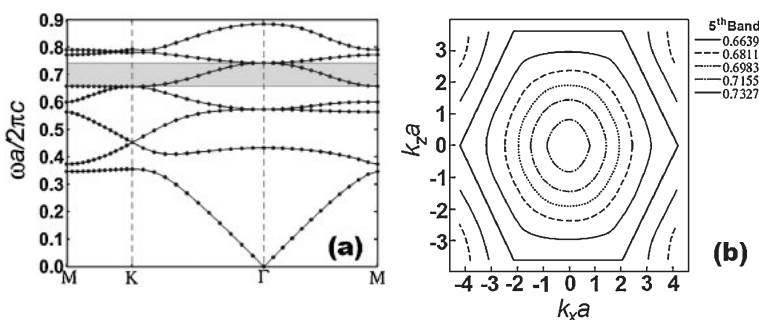 0.9
0.8
0.7
0.6
0.5
0.4
0.3
0.2
0.1
0.0
ωa/2πc
M K Γ M
(a)
3
2
1
0
-1
-2
-3
k_z a
-4 -3 -2 -1 0 1 2 3 4
k_x a
5th Band
0.6639
0.6811
0.6983
0.7155
0.7327
(b)